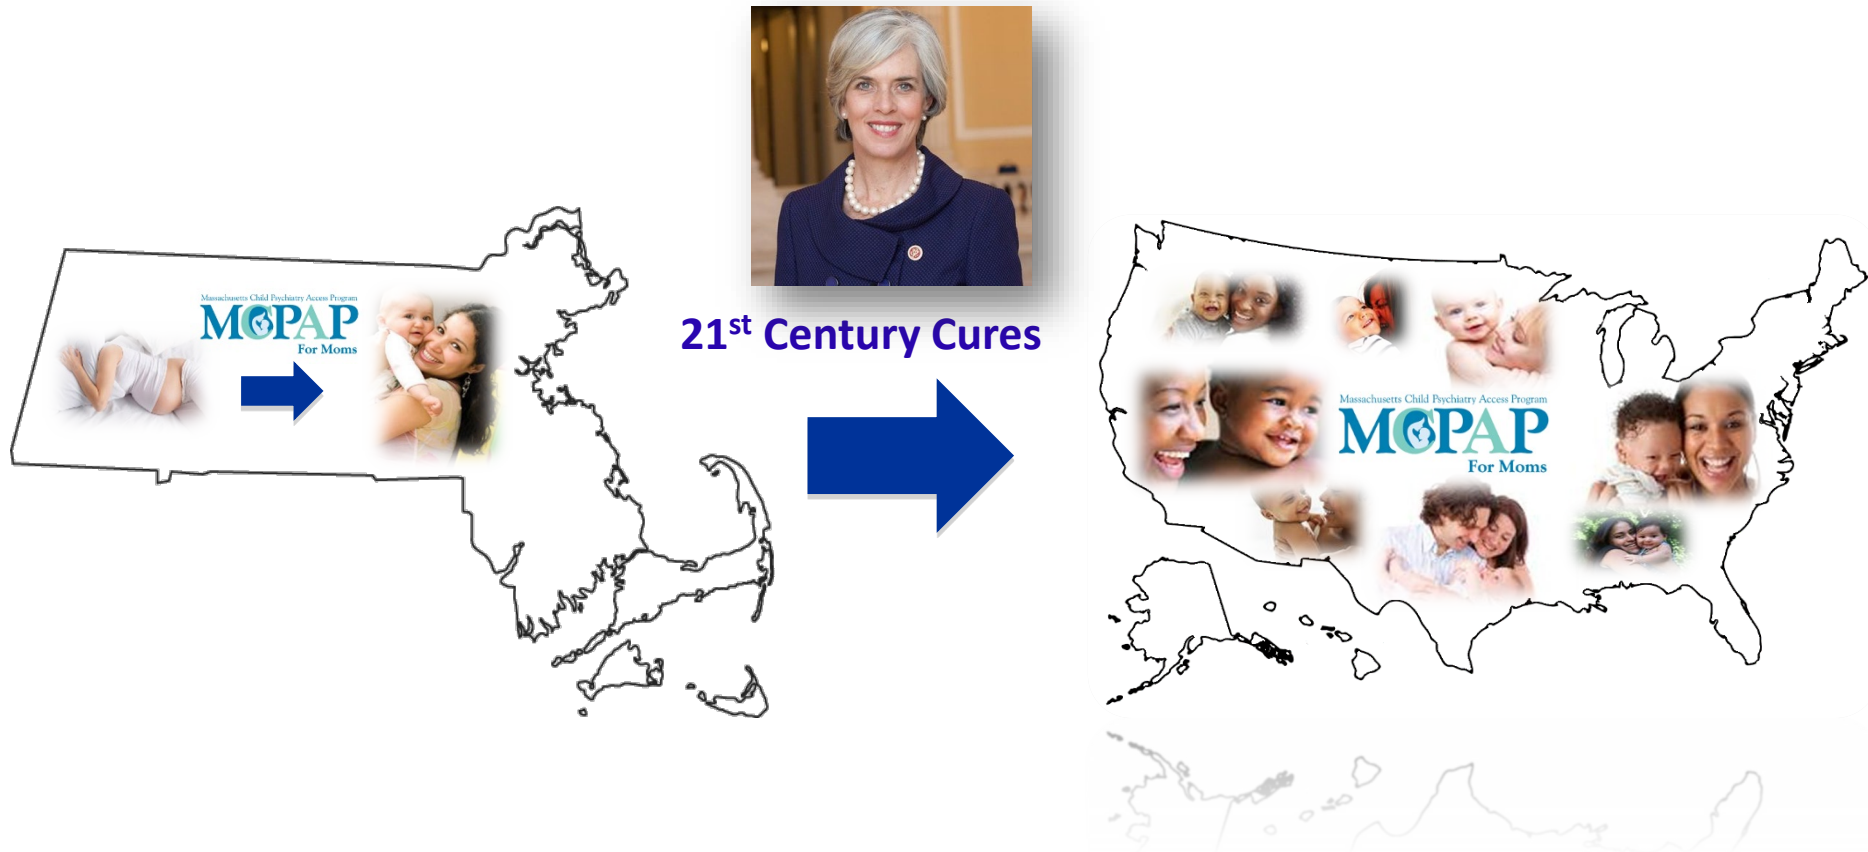 Massachusetts Child Psychiatry Access Program
MCPAP
For Moms
21st Century Cures
Massachusetts Child Psychiatry Access Program
MCPAP
For Moms